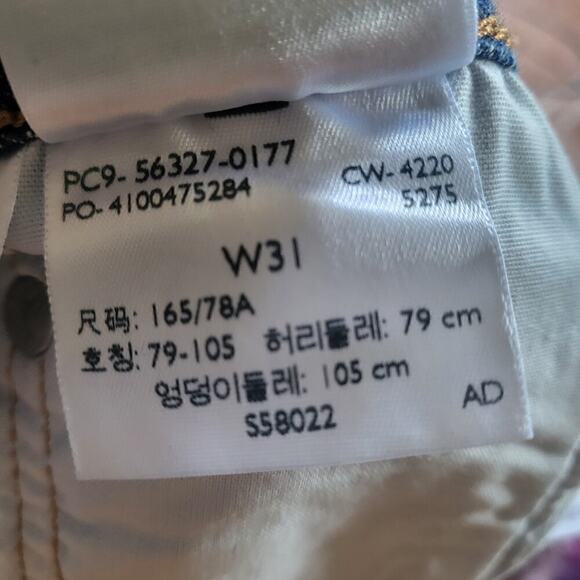 PC9-56327-0177 CW-4220
PO-4100475284 5275
W31
尺码: 165/78A
호칭: 79-105 허리둘레: 79 cm
엉덩이둘레: 105 cm
S58022 AD